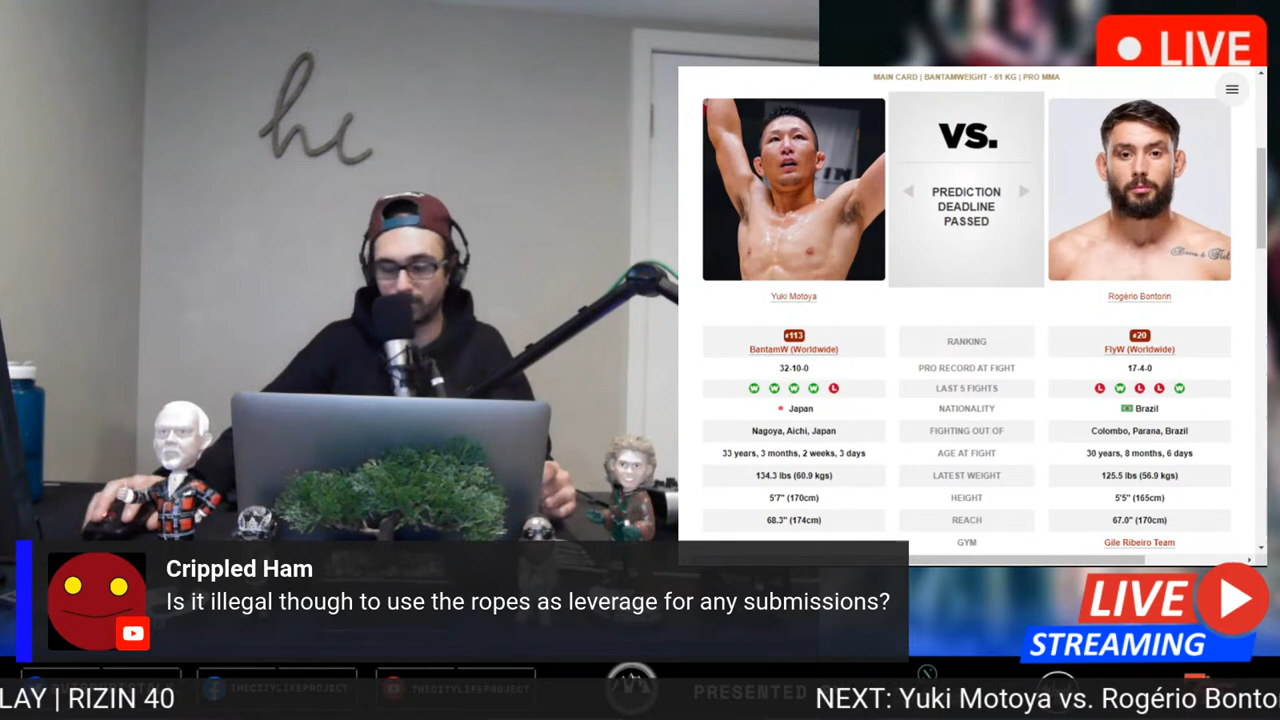 hi
LIVE
MAIN CARD | BANTAMWEIGHT · 61 KG | PRO MMA
VS.
PREDICTION
DEADLINE
PASSED
Yuki Motoya
Rogério Bontorin
#113
BantamW (Worldwide)
RANKING
#20
FlyW (Worldwide)
32-10-0
PRO RECORD AT FIGHT
17-4-0
W W W W L
LAST 5 FIGHTS
L W L L W
Japan
NATIONALITY
Brazil
Nagoya, Aichi, Japan
FIGHTING OUT OF
Colombo, Parana, Brazil
33 years, 3 months, 2 weeks, 3 days
AGE AT FIGHT
30 years, 8 months, 6 days
134.3 lbs (60.9 kgs)
LATEST WEIGHT
125.5 lbs (56.9 kgs)
5'7" (170cm)
HEIGHT
5'5" (165cm)
68.3" (174cm)
REACH
67.0" (170cm)
GYM
Gile Ribeiro Team
Crippled Ham
Is it illegal though to use the ropes as leverage for any submissions?
LIVE
STREAMING
THECITYLIFEPROJECT
THECITYLIFEPROJECT
PRESENTED
LAY | RIZIN 40
NEXT: Yuki Motoya vs. Rogério Bonto